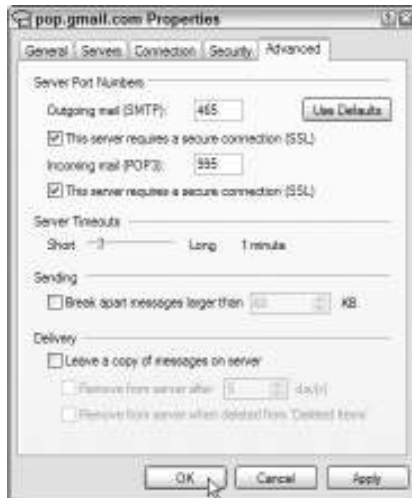 pop.gmail.com Properties
General Servers Connection Security Advanced
Server Port Numbers
Outgoing mail (SMTP): 465 Use Defaults
This server requires a secure connection (SSL)
Incoming mail (POP3): 995
This server requires a secure connection (SSL)
Server Timeouts
Short Long 1 minute
Sending
Break apart messages larger than KB
Delivery
Leave a copy of messages on server
Remove from server after 5 day(s)
Remove from server when deleted from 'Deleted Items'
OK Cancel Apply